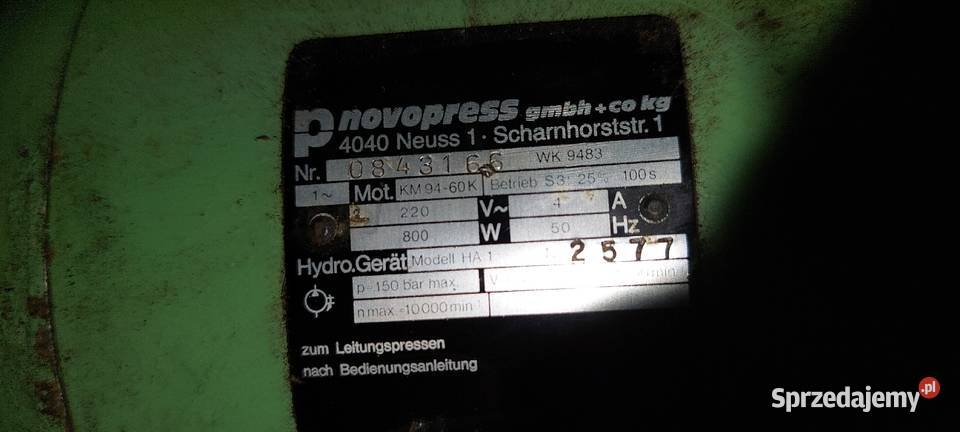 novopress gmbh + co kg
4040 Neuss 1 · Scharnhorststr. 1
Nr. 0843166 WK 9483
1~ Mot. KM 94-60K Betrieb S3: 25% 100s
220 V~ 4 A
800 W 50 Hz
Hydro.Gerät Modell HA 1 2577
p=150 bar max. V min
n max.=10000 min
zum Leitungspressen
nach Bedienungsanleitung
Sprzedajemy.pl